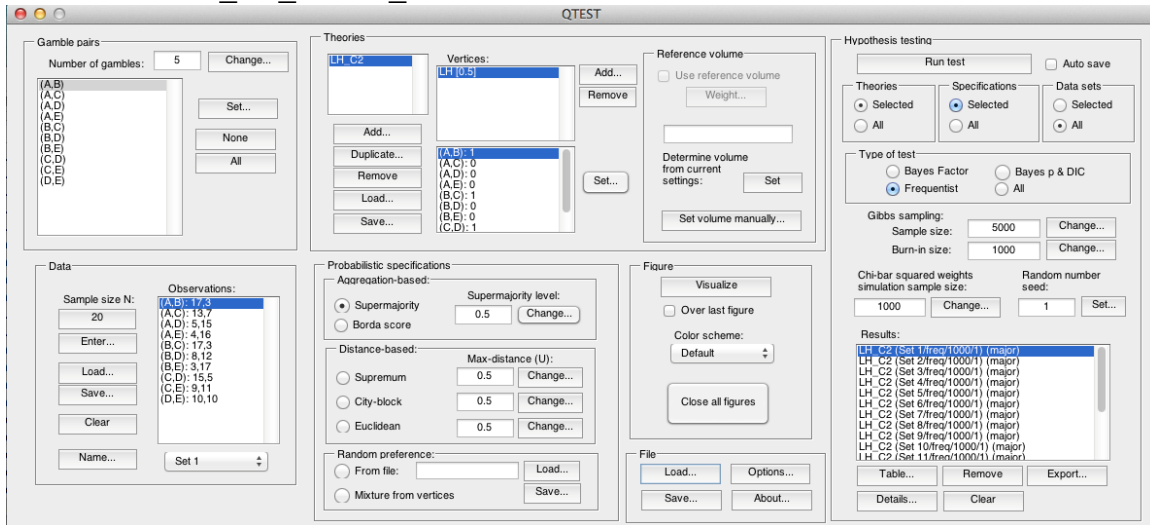 QTEST
Gamble pairs
Number of gambles: 5 Change...
(A,B)
(A,C)
(A,D)
(A,E)
(B,C)
(B,D)
(B,E)
(C,D)
(C,E)
(D,E)
Set...
None
All
Theories
LH_C2
Add...
Duplicate...
Remove
Load...
Save...
Vertices:
LH [0.5]
Add...
Remove
(A,B): 1
(A,C): 0
(A,D): 0
(A,E): 0
(B,C): 1
(B,D): 0
(B,E): 0
(C,D): 1
Set...
Reference volume
Use reference volume
Weight...
Determine volume
from current
settings: Set
Set volume manually...
Hypothesis testing
Run test Auto save
Theories
Selected
All
Specifications
Selected
All
Data sets
Selected
All
Type of test
Bayes Factor Bayes p & DIC
Frequentist All
Gibbs sampling:
Sample size: 5000 Change...
Burn-in size: 1000 Change...
Chi-bar squared weights
simulation sample size:
1000 Change...
Random number
seed:
1 Set...
Results:
LH_C2 (Set 1/freq/1000/1) (major)
LH_C2 (Set 2/freq/1000/1) (major)
LH_C2 (Set 3/freq/1000/1) (major)
LH_C2 (Set 4/freq/1000/1) (major)
LH_C2 (Set 5/freq/1000/1) (major)
LH_C2 (Set 6/freq/1000/1) (major)
LH_C2 (Set 7/freq/1000/1) (major)
LH_C2 (Set 8/freq/1000/1) (major)
LH_C2 (Set 9/freq/1000/1) (major)
LH_C2 (Set 10/freq/1000/1) (major)
LH_C2 (Set 11/freq/1000/1) (major)
Table... Remove Export...
Details... Clear
Data
Sample size N:
20
Enter...
Load...
Save...
Clear
Name...
Observations:
(A,B): 17,3
(A,C): 13,7
(A,D): 5,15
(A,E): 4,16
(B,C): 17,3
(B,D): 8,12
(B,E): 3,17
(C,D): 15,5
(C,E): 9,11
(D,E): 10,10
Set 1
Probabilistic specifications
Aggregation-based:
Supermajority
Borda score
Supermajority level:
0.5 Change...
Distance-based:
Max-distance (U):
Supremum 0.5 Change...
City-block 0.5 Change...
Euclidean 0.5 Change...
Random preference:
From file: Load...
Mixture from vertices Save...
Figure
Visualize
Over last figure
Color scheme:
Default
Close all figures
File
Load... Options...
Save... About...